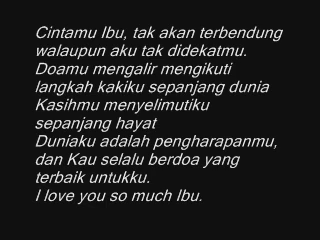 Cintamu Ibu, tak akan terbendung
walaupun aku tak didekatmu.
Doamu mengalir mengikuti
langkah kakiku sepanjang dunia
Kasihmu menyelimutiku
sepanjang hayat
Duniaku adalah pengharapanmu,
dan Kau selalu berdoa yang
terbaik untukku.
I love you so much Ibu.